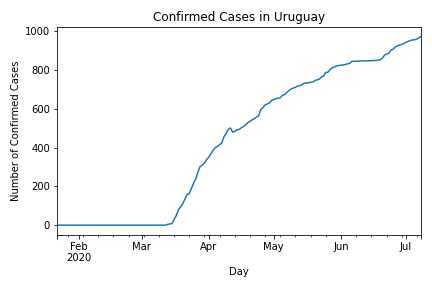 Confirmed Cases in Uruguay
Number of Confirmed Cases
1000
800
600
400
200
0
Feb
2020
Mar
Apr
May
Jun
Jul
Day